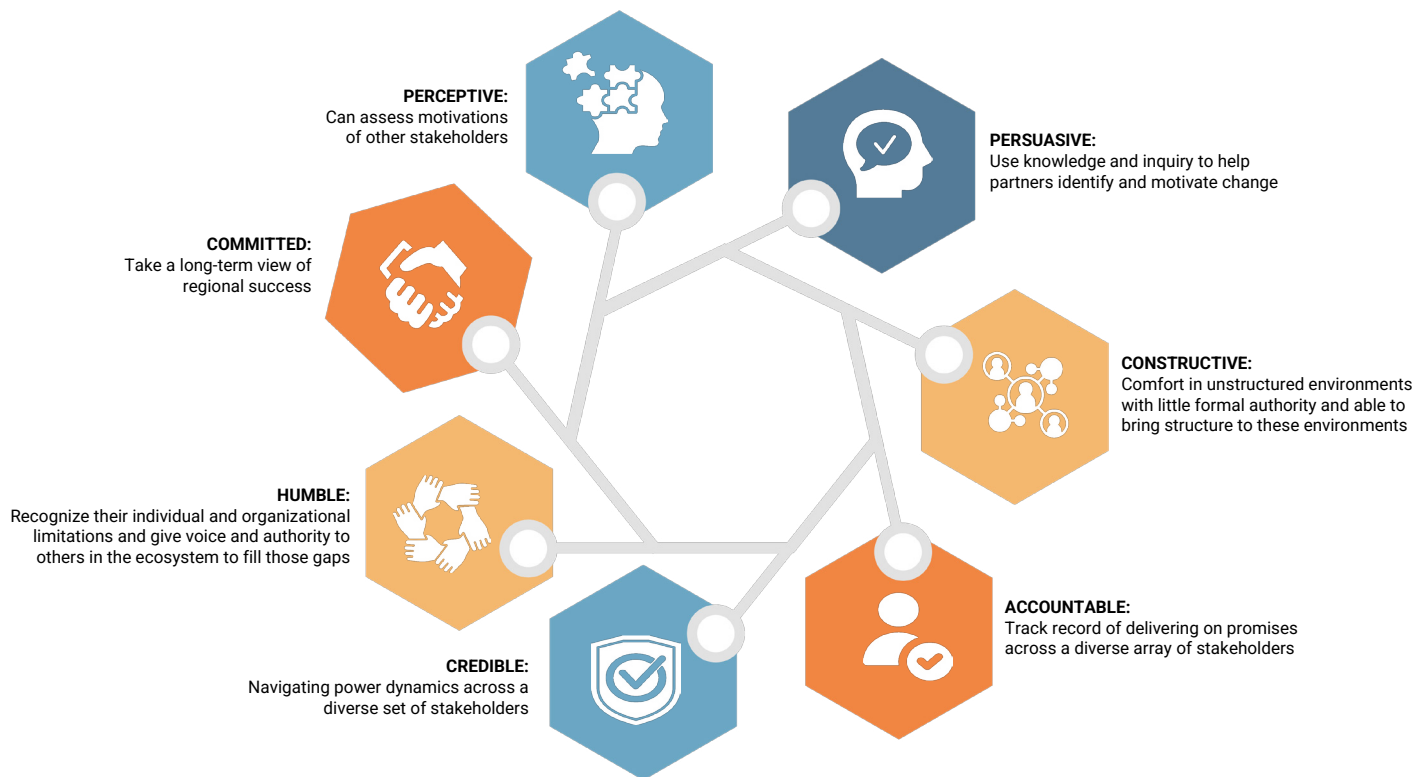 PERCEPTIVE:
Can assess motivations
of other stakeholders
PERSUASIVE:
Use knowledge and inquiry to help
partners identify and motivate change
COMMITTED:
Take a long-term view of
regional success
CONSTRUCTIVE:
Comfort in unstructured environments
with little formal authority and able to
bring structure to these environments
HUMBLE:
Recognize their individual and organizational
limitations and give voice and authority to
others in the ecosystem to fill those gaps
ACCOUNTABLE:
Track record of delivering on promises
across a diverse array of stakeholders
CREDIBLE:
Navigating power dynamics across a
diverse set of stakeholders